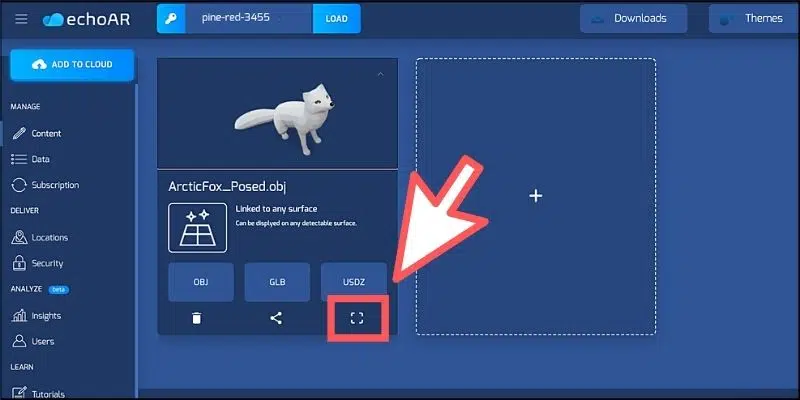 echoAR
pine-red-3455
LOAD
Downloads
Themes
ADD TO CLOUD
MANAGE
Content
Data
Subscription
DELIVER
Locations
Security
ANALYZE beta
Insights
Users
LEARN
Tutorials
ArcticFox_Posed.obj
Linked to any surface
Can be displyed on any detectable surface.
OBJ
GLB
USDZ